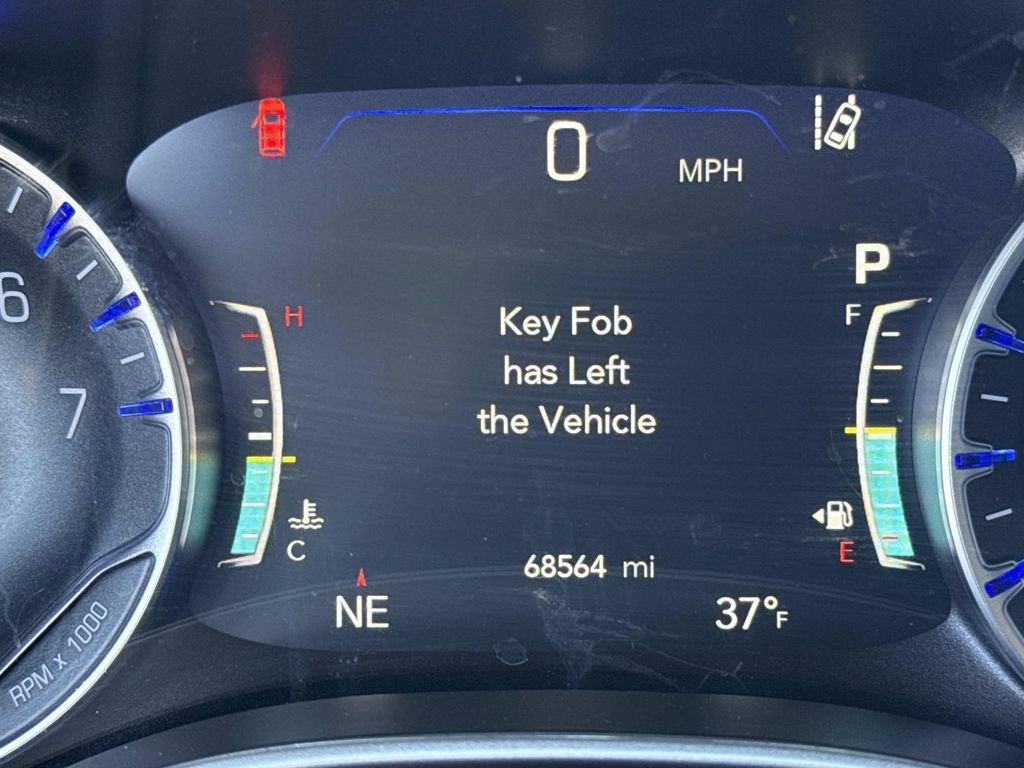 0
MPH
P
6
H
F
Key Fob
has Left
7
the Vehicle
C
E
68564 mi
NE
37°F
RPM x 1000